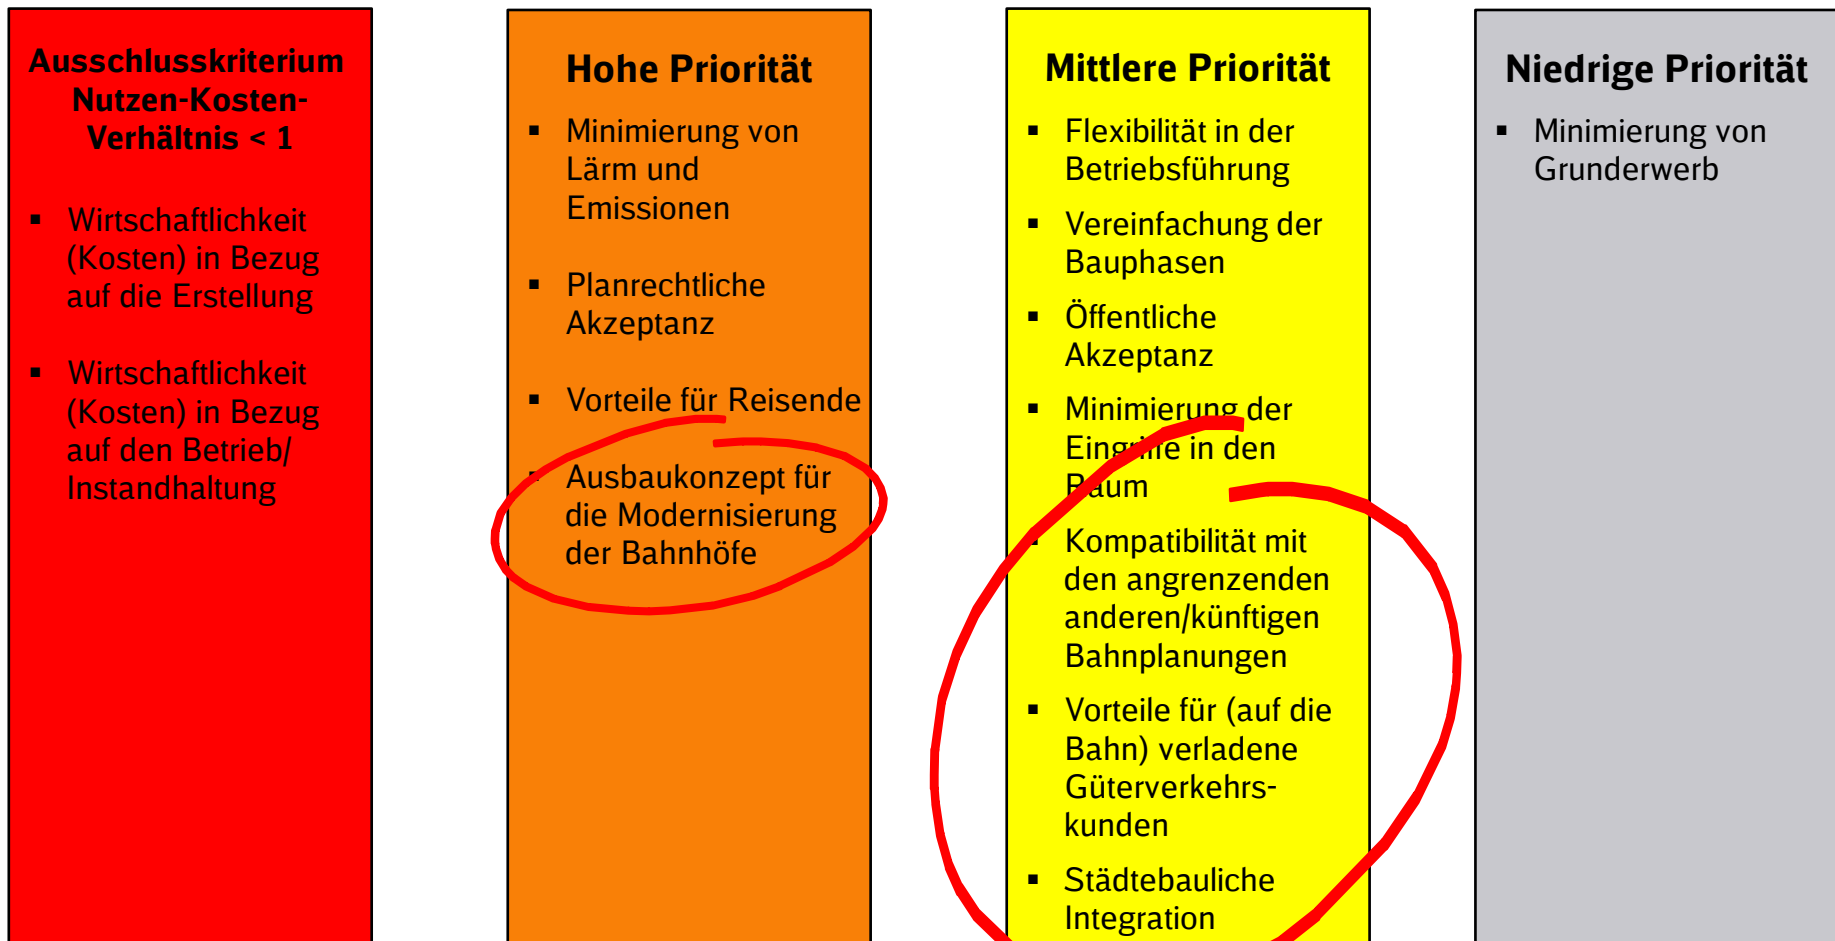 Ausschlusskriterium
Nutzen-Kosten-
Verhältnis < 1
▪ Wirtschaftlichkeit
(Kosten) in Bezug
auf die Erstellung
▪ Wirtschaftlichkeit
(Kosten) in Bezug
auf den Betrieb/
Instandhaltung
Hohe Priorität
▪ Minimierung von
Lärm und
Emissionen
▪ Planrechtliche
Akzeptanz
▪ Vorteile für Reisende
▪ Ausbaukonzept für
die Modernisierung
der Bahnhöfe
Mittlere Priorität
▪ Flexibilität in der
Betriebsführung
▪ Vereinfachung der
Bauphasen
▪ Öffentliche
Akzeptanz
▪ Minimierung der
Eingriffe in den
Raum
▪ Kompatibilität mit
den angrenzenden
anderen/künftigen
Bahnplanungen
▪ Vorteile für (auf die
Bahn) verladene
Güterverkehrs-
kunden
▪ Städtebauliche
Integration
Niedrige Priorität
▪ Minimierung von
Grunderwerb